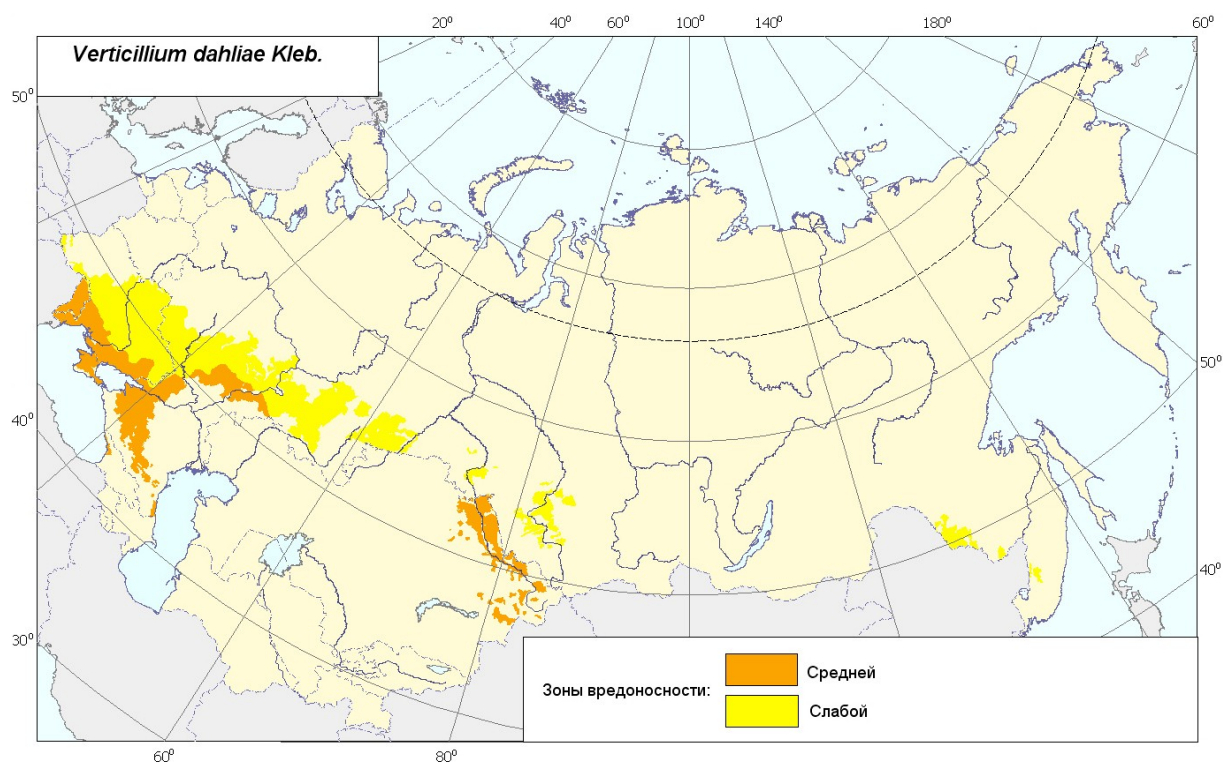 20⁰ 40⁰ 60⁰ 100⁰ 140⁰ 180⁰ 60⁰
Verticillium dahliae Kleb.
50⁰
50⁰
40⁰
40⁰
30⁰
Зоны вредоносности:
Средней
Слабой
60⁰ 80⁰